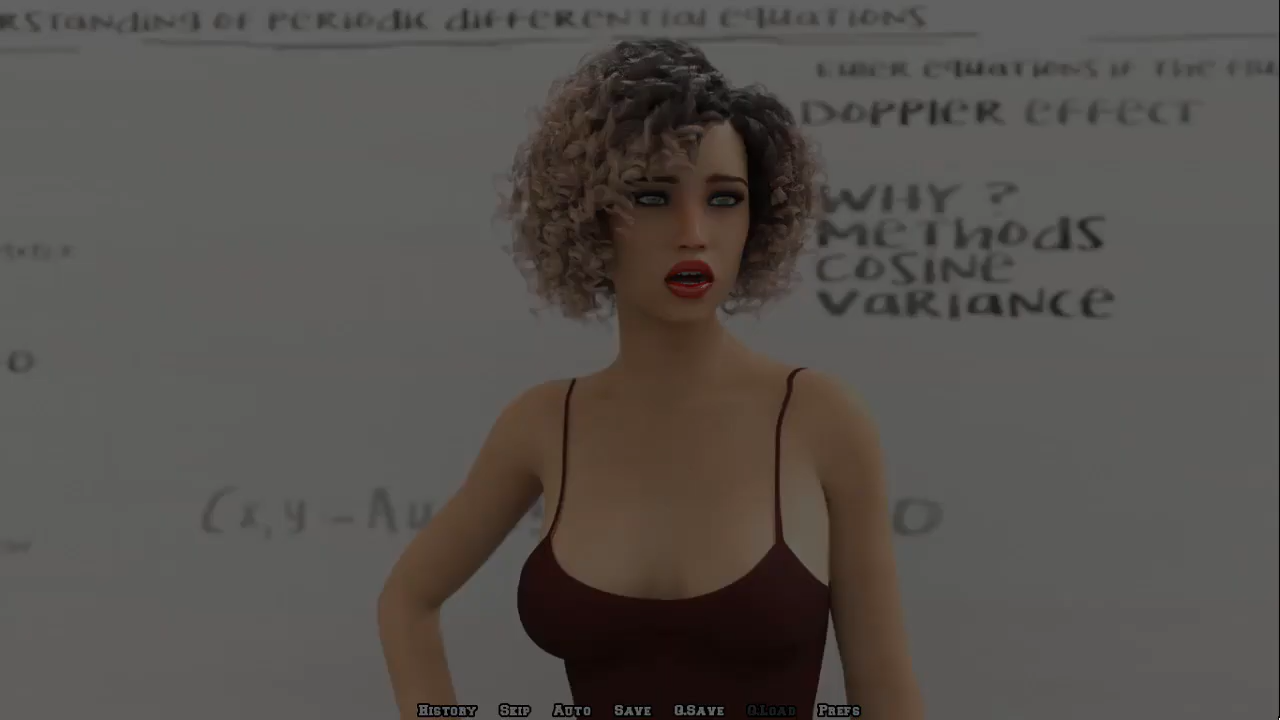 RSTANDING OF PERIODIC DIFFERENTIAL EQUATIONS
EULER EQUATIONS IF THE
DOPPLER EFFECT
WHY ?
METHODS
COSINE
VARIANCE
O
(x,y - Au
O
History Skip Auto Save Q.Save Q.Load Prefs